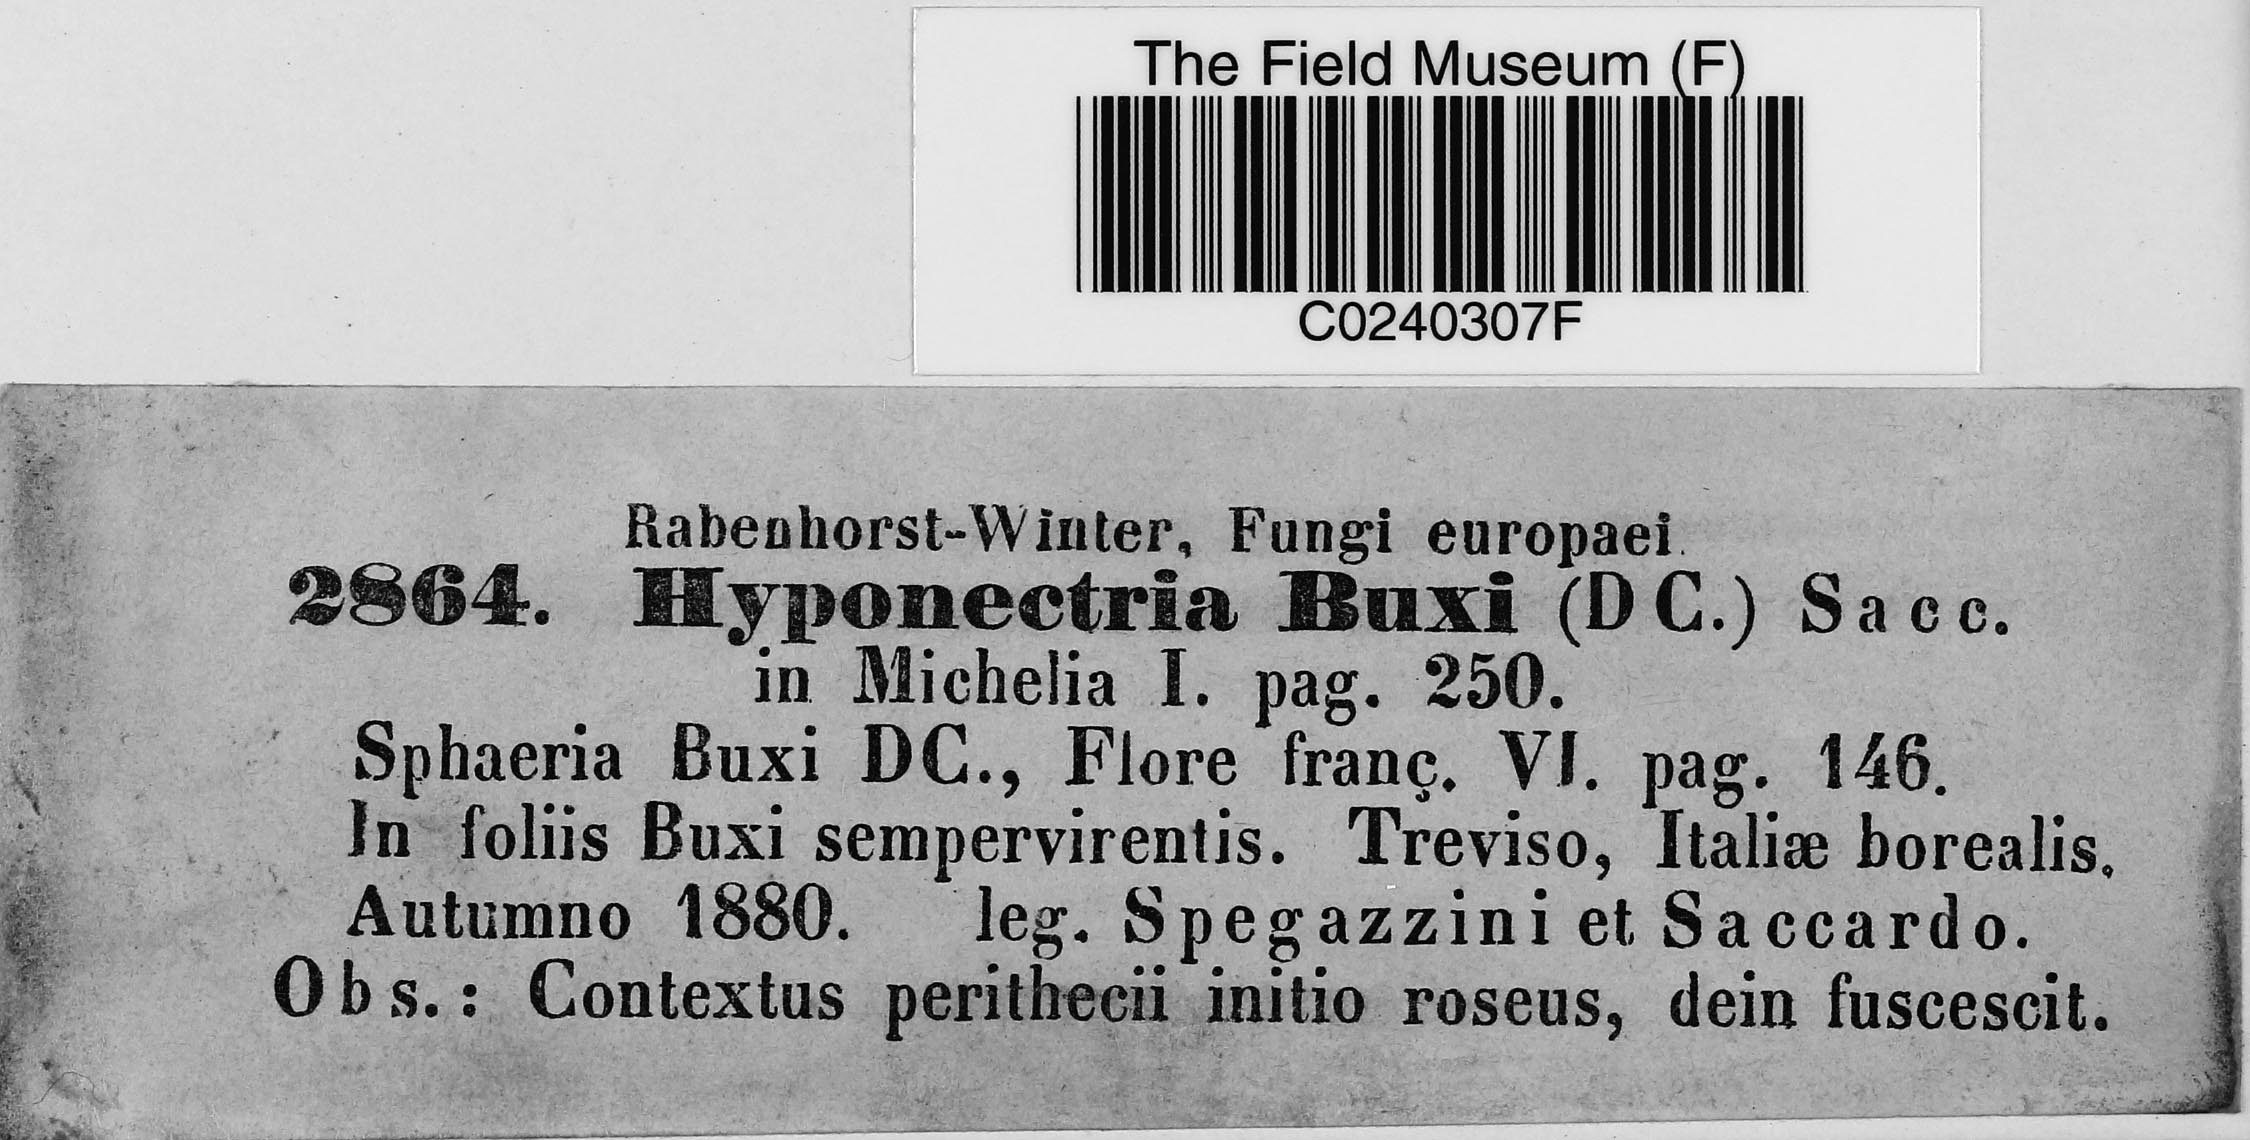 The Field Museum (F)
C0240307F
Rabenhorst-Winter, Fungi europaei.
2864. Hyponectria Buxi (DC.) Sacc.
in Michelia I. pag. 250.
Sphaeria Buxi DC., Flore franç. VI. pag. 146.
In foliis Buxi sempervirentis. Treviso, Italiæ borealis.
Autumno 1880. leg. Spegazzini et Saccardo.
Obs.: Contextus perithecii initio roseus, dein fuscescit.